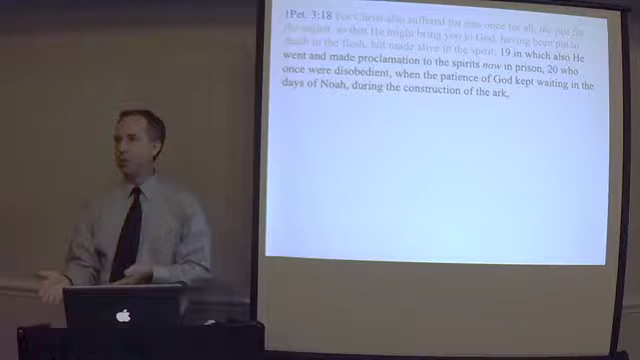 1Pet. 3:18 For Christ also suffered for sins once for all, the just for
the unjust, so that He might bring you to God, having been put to
death in the flesh, but made alive in the spirit; 19 in which also He
went and made proclamation to the spirits now in prison, 20 who
once were disobedient, when the patience of God kept waiting in the
days of Noah, during the construction of the ark,